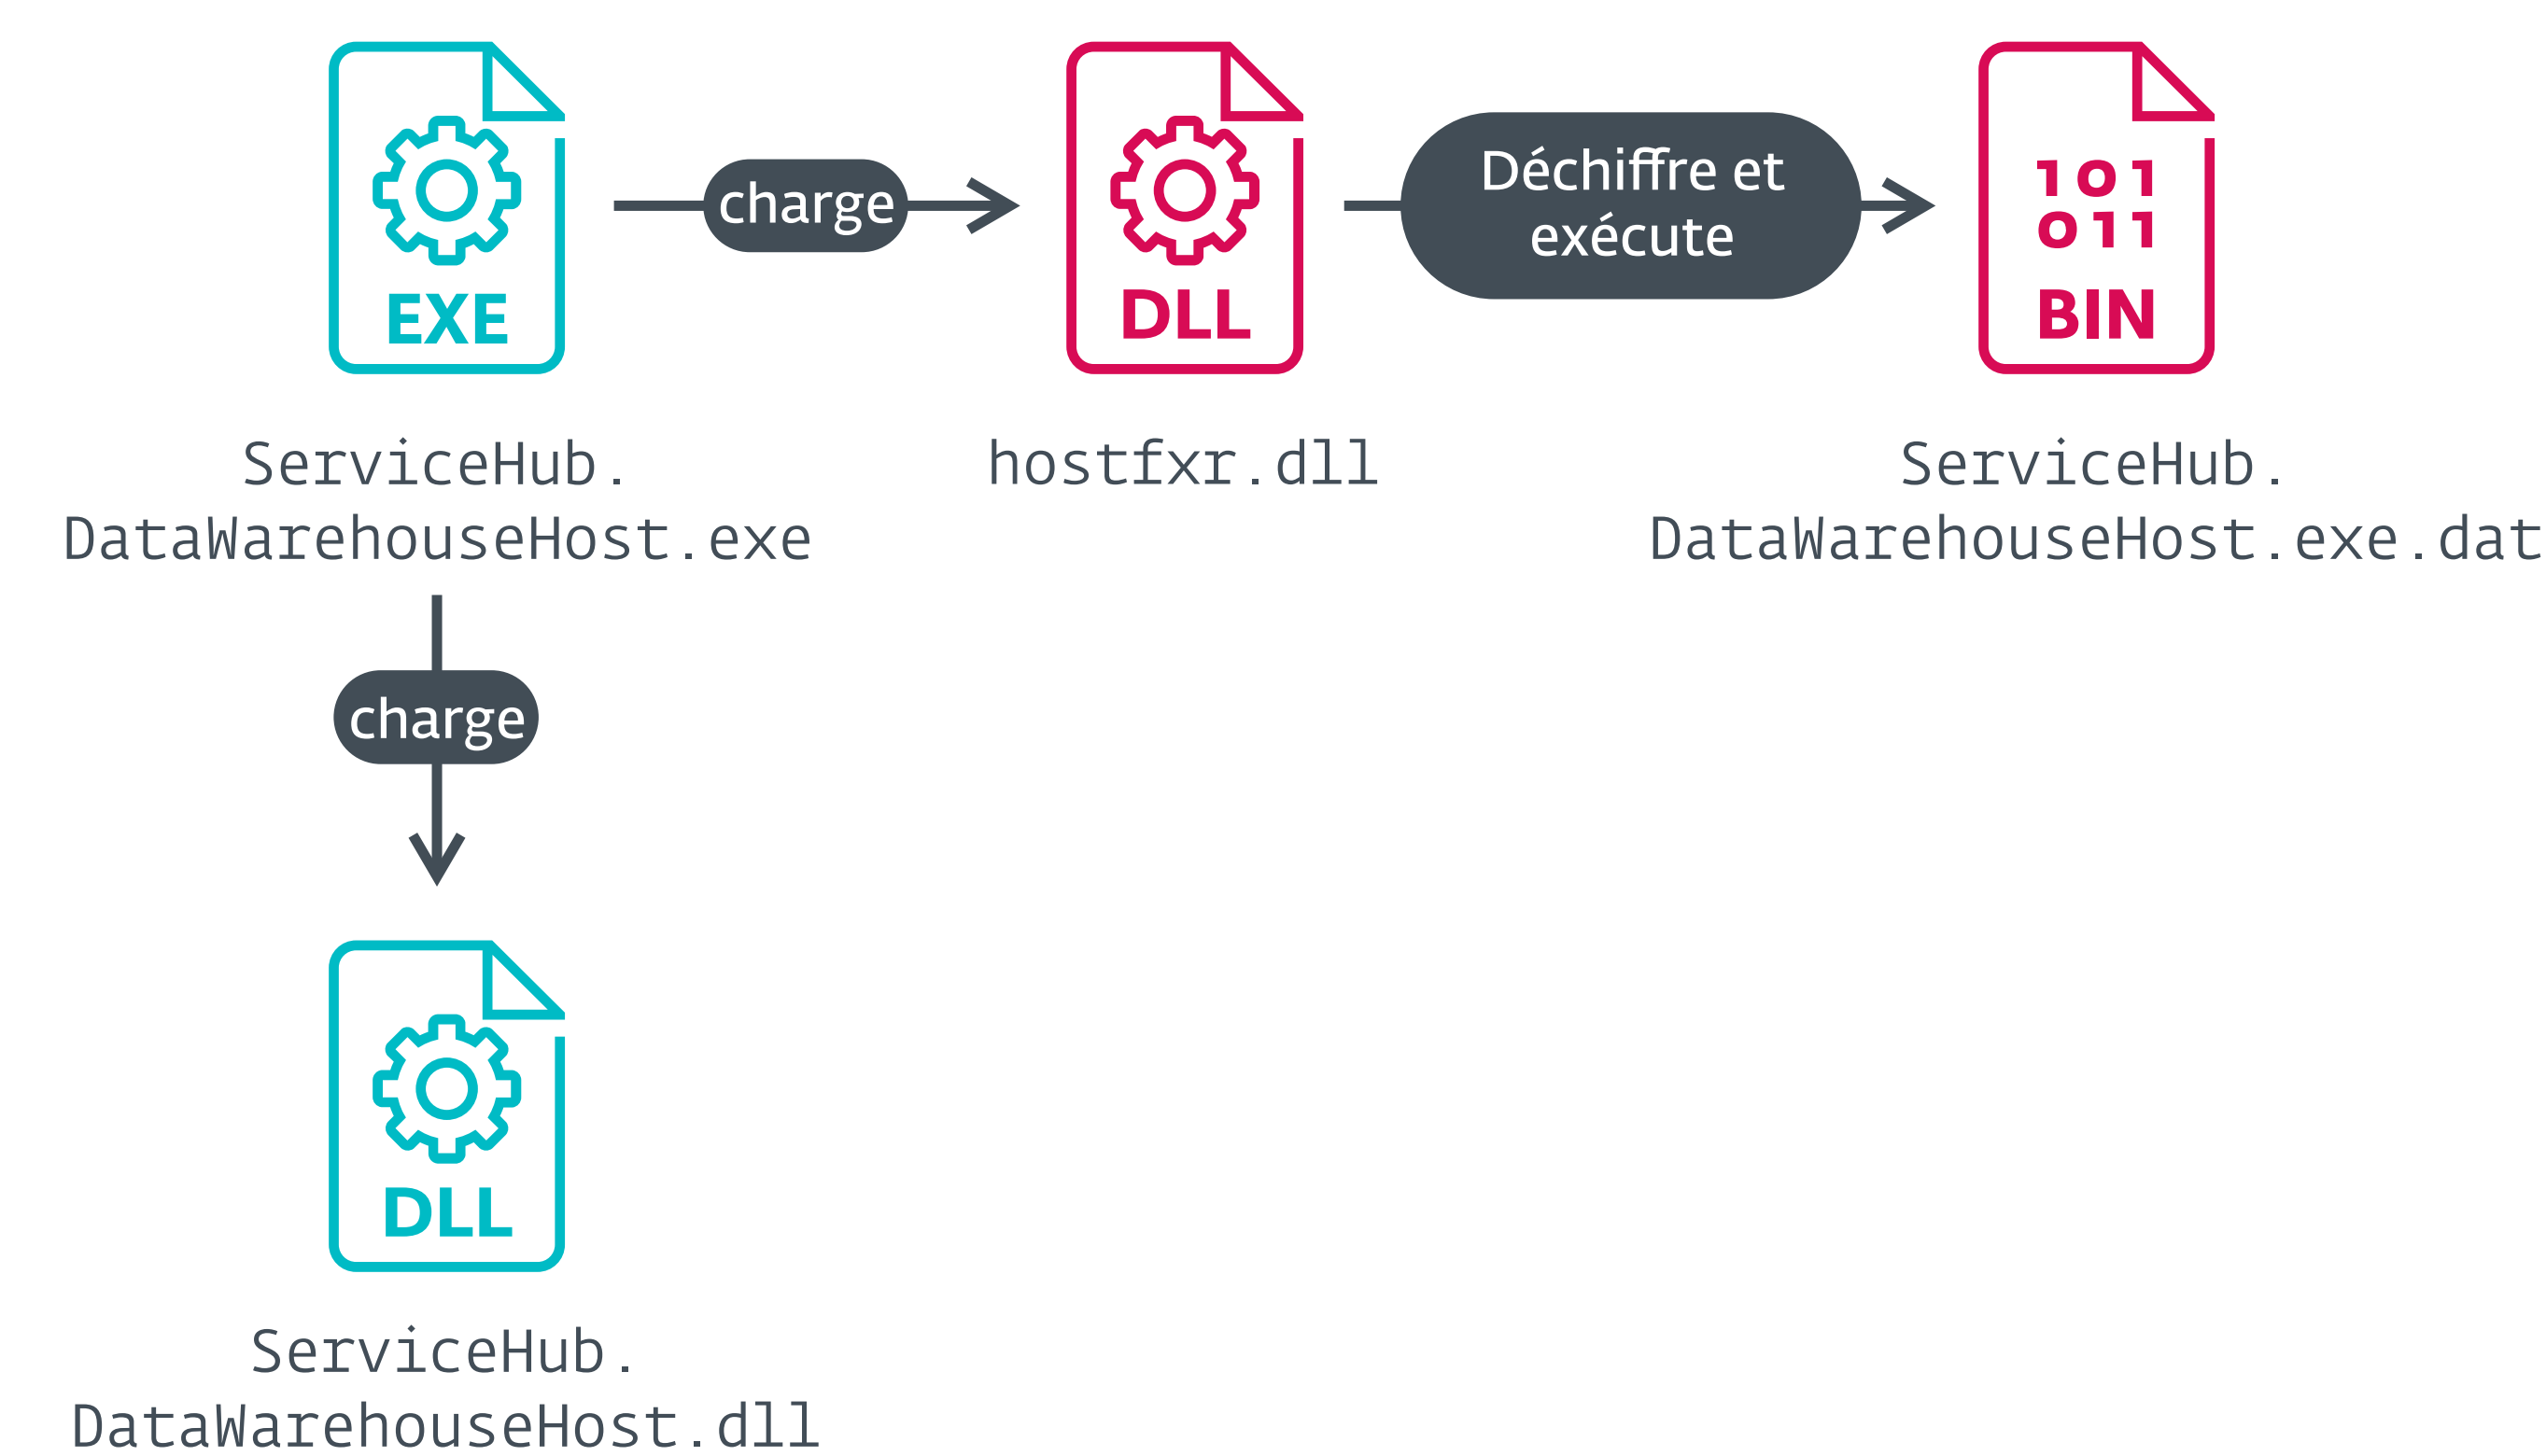 EXE
charge
DLL
Déchiffre et
exécute
101
011
BIN
ServiceHub.
DataWarehouseHost.exe
hostfxr.dll
ServiceHub.
DataWarehouseHost.exe.dat
charge
DLL
ServiceHub.
DataWarehouseHost.dll